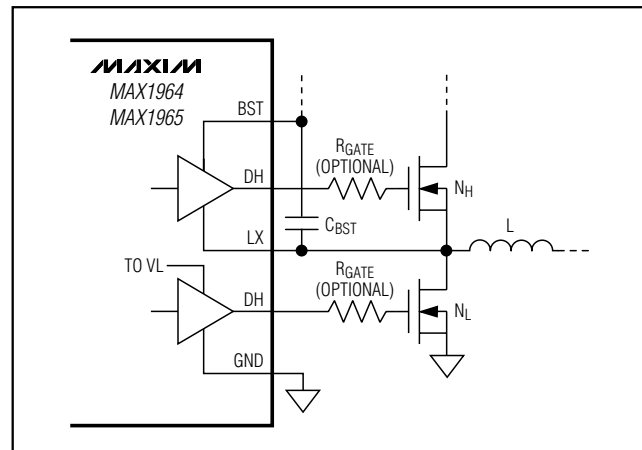 MAXIM
MAX1964
MAX1965
BST
RGATE
(OPTIONAL)
DH
NH
CBST
L
LX
TO VL
RGATE
(OPTIONAL)
DH
NL
GND